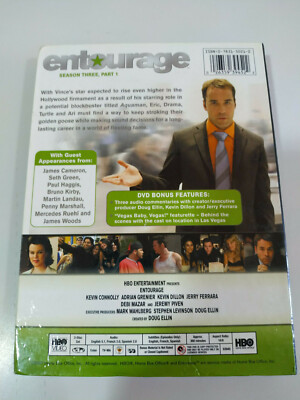 entourage
SEASON THREE, PART 1
With Vince's star expected to rise even higher in the
Hollywood firmament as a result of his starring role in
a potential blockbuster titled Aquaman, Eric, Drama,
Turtle and Ari must find a way to keep stroking their
golden goose while making sound decisions for a long-
lasting career in a world of
With Guest
Appearances from:
James Cameron,
Seth Green,
Paul Haggis,
Bruno Kirby,
Martin Landau,
Penny Marshall,
Mercedes Ruehl and
James Woods
DVD BONUS FEATURES:
Three audio commentaries with creator/executive
producer Doug Ellin, Kevin Dillon and Jerry Ferrara
"Vegas Baby, Vegas!" featurette – Behind the
scenes with the cast on location in Las Vegas
HBO ENTERTAINMENT PRESENTS
ENTOURAGE
KEVIN CONNOLLY ADRIAN GRENIER KEVIN DILLON JERRY FERRARA
DEBI MAZAR AND JEREMY PIVEN
EXECUTIVE PRODUCERS MARK WAHLBERG STEPHEN LEVINSON DOUG ELLIN
CREATED BY DOUG ELLIN
HBO
VIDEO
HBO